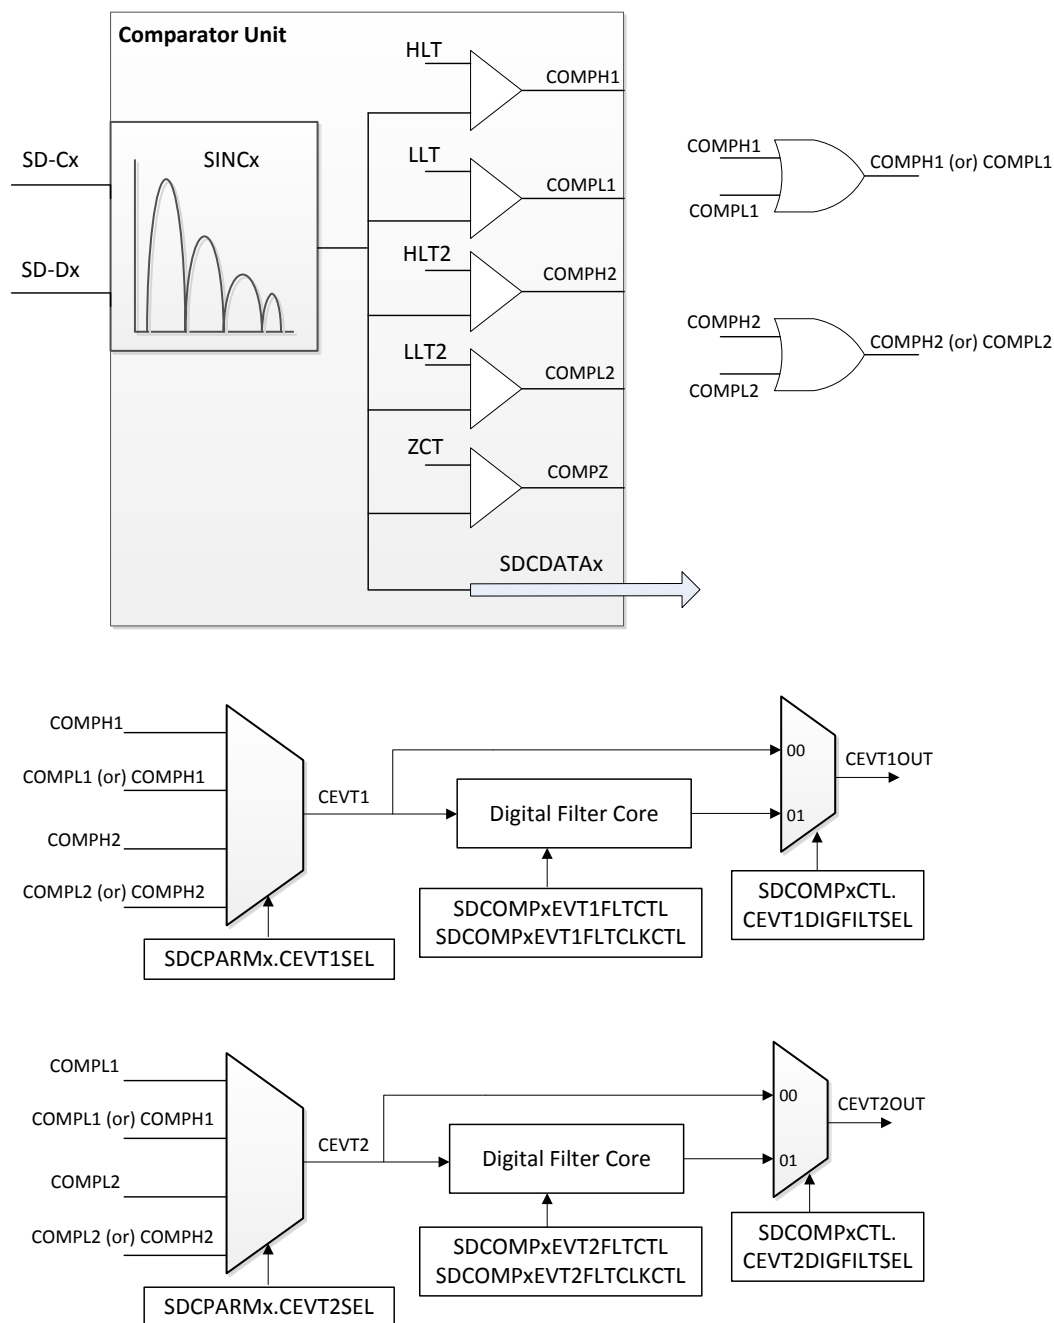 Comparator Unit
HLT
COMPH1
SD-Cx
SINCx
LLT
COMPL1
SD-Dx
HLT2
COMPH2
LLT2
COMPL2
ZCT
COMPZ
SDCDATAx
COMPH1
COMPL1
COMPH1 (or) COMPL1
COMPH2
COMPL2
COMPH2 (or) COMPL2
COMPH1
COMPL1 (or) COMPH1
COMPH2
COMPL2 (or) COMPH2
CEVT1
Digital Filter Core
00
01
CEVT1OUT
SDCPARMx.CEVT1SEL
SDCOMPxEVT1FLTCTL
SDCOMPxEVT1FLTCLKCTL
SDCOMPxCTL.
CEVT1DIGFILTSEL
COMPL1
COMPL1 (or) COMPH1
COMPL2
COMPL2 (or) COMPH2
CEVT2
Digital Filter Core
00
01
CEVT2OUT
SDCPARMx.CEVT2SEL
SDCOMPxEVT2FLTCTL
SDCOMPxEVT2FLTCLKCTL
SDCOMPxCTL.
CEVT2DIGFILTSEL